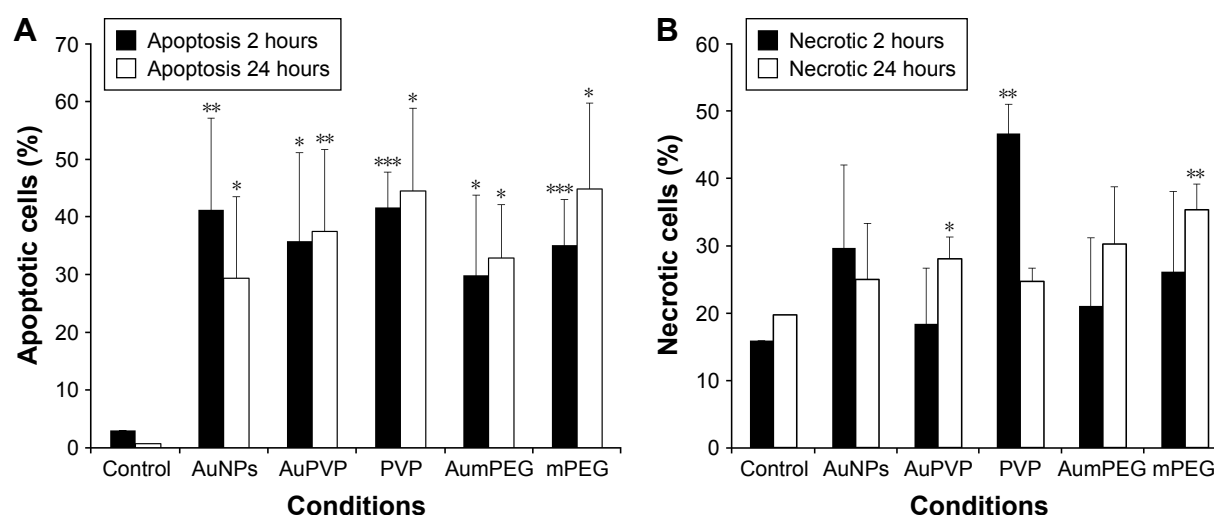 A
Apoptosis 2 hours
Apoptosis 24 hours
Apoptotic cells (%)
70
60
50
40
30
20
10
0
**
*
*
**
***
*
*
*
***
*
Control
AuNPs
AuPVP
PVP
AumPEG
mPEG
Conditions
B
Necrotic 2 hours
Necrotic 24 hours
Necrotic cells (%)
60
50
40
30
20
10
0
*
**
**
Control
AuNPs
AuPVP
PVP
AumPEG
mPEG
Conditions